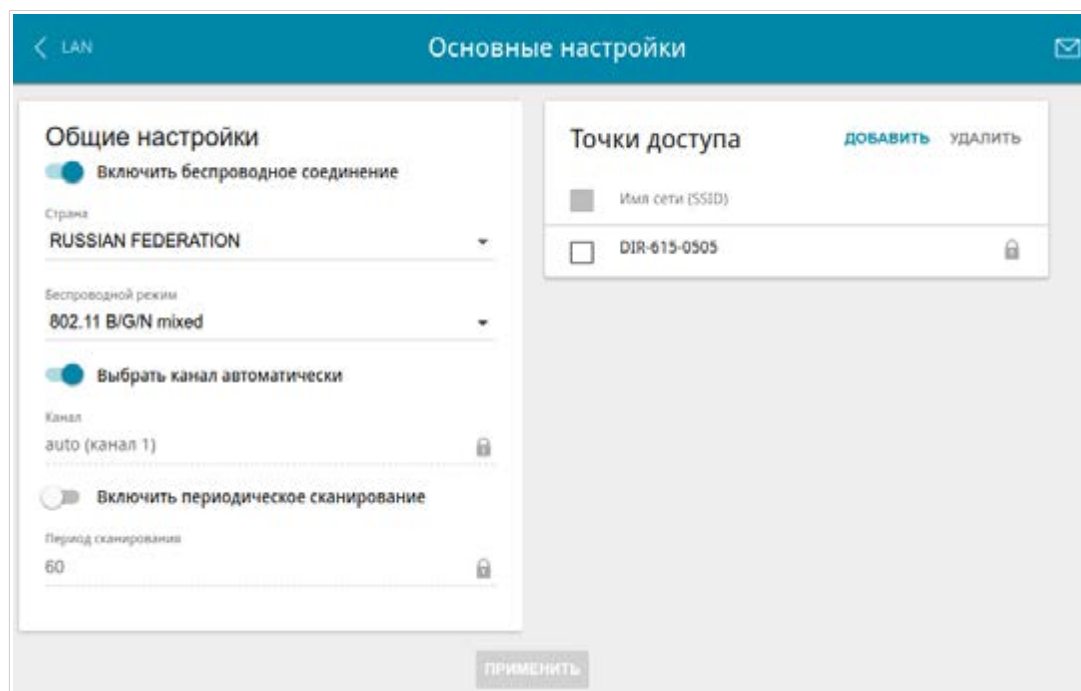 LAN
Основные настройки
Общие настройки
Включить беспроводное соединение
Страна
RUSSIAN FEDERATION
Беспроводной режим
802.11 B/G/N mixed
Выбрать канал автоматически
Канал
auto (канал 1)
Включить периодическое сканирование
Период сканирования
60
Точки доступа ДОБАВИТЬ УДАЛИТЬ
Имя сети (SSID)
DIR-615-0505
ПРИМЕНИТЬ